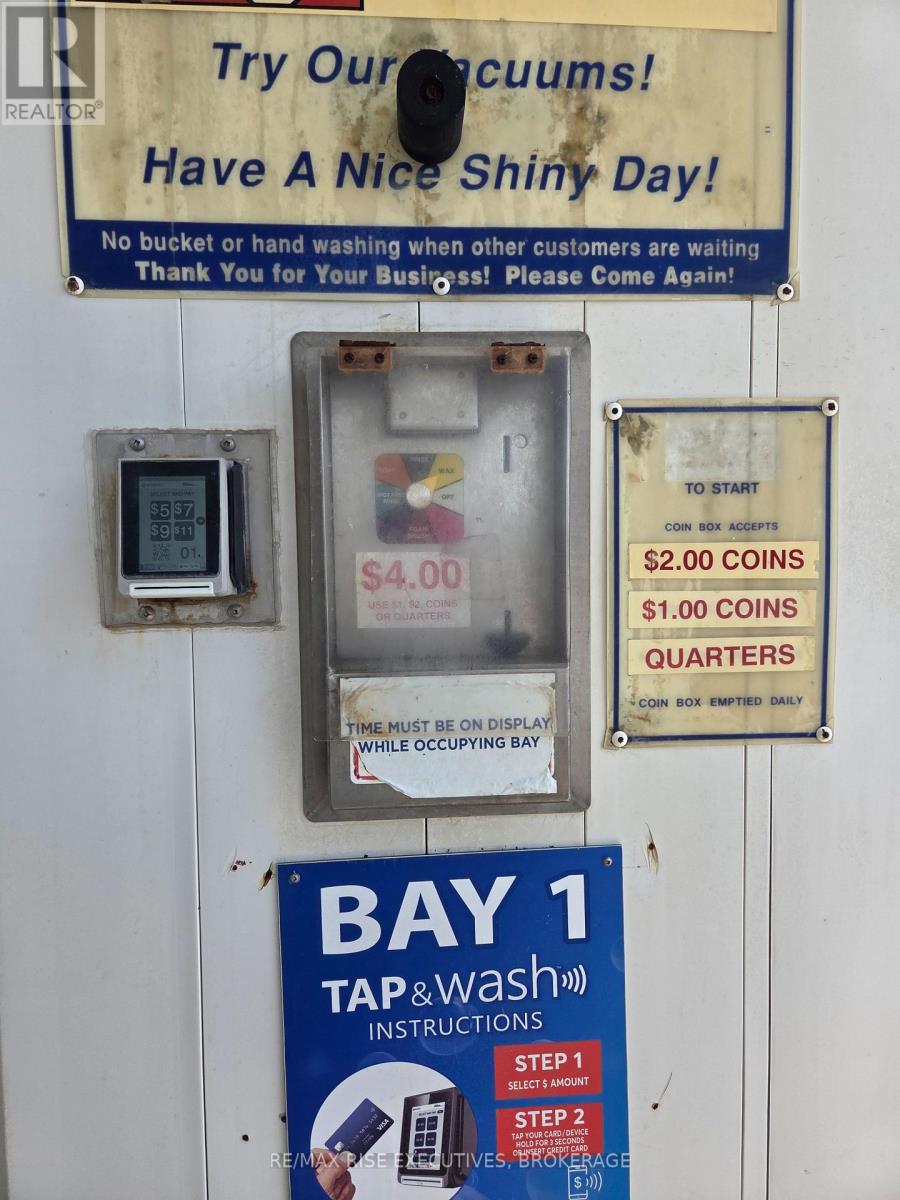 REALTOR®
Try Our Vacuums!
Have A Nice Shiny Day!
No bucket or hand washing when other customers are waiting
Thank You for Your Business! Please Come Again!
SELECT AND PAY
$5 $7
$9 $11
01
RINSE
WAX
OFF
FOAM
BRUSH
$4.00
USE $1, $2, COINS
OR QUARTERS
TIME MUST BE ON DISPLAY
WHILE OCCUPYING BAY
TO START
COIN BOX ACCEPTS
$2.00 COINS
$1.00 COINS
QUARTERS
COIN BOX EMPTIED DAILY
BAY 1
TAP & wash
INSTRUCTIONS
STEP 1
SELECT $ AMOUNT
STEP 2
TAP YOUR CARD/DEVICE
HOLD FOR 3 SECONDS
OR INSERT CREDIT CARD
VISA
$
RE/MAX RISE EXECUTIVES, BROKERAGE